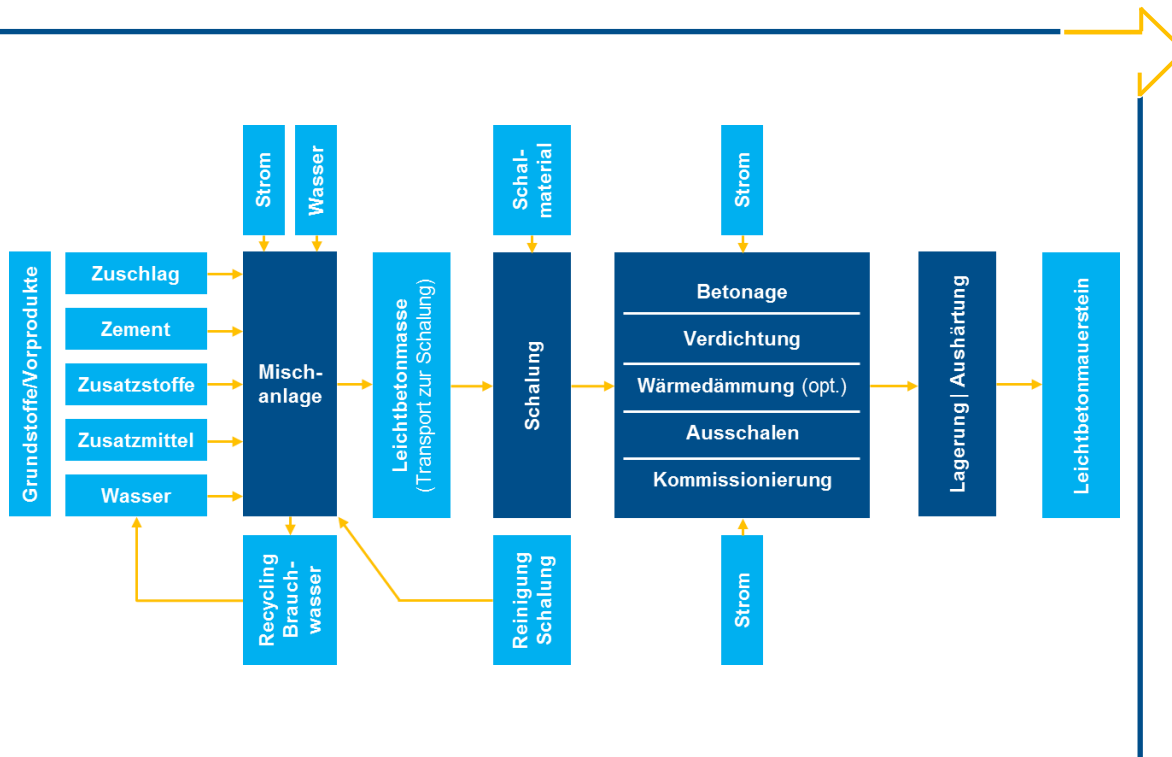 Strom
Wasser
Schal-
material
Strom
Grundstoffe/Vorprodukte
Zuschlag
Zement
Zusatzstoffe
Zusatzmittel
Wasser
Misch-
anlage
Leichtbetonmasse
(Transport zur Schalung)
Schalung
Betonage
Verdichtung
Wärmedämmung (opt.)
Ausschalen
Kommissionierung
Lagerung | Aushärtung
Leichtbetonmauerstein
Recycling
Brauch-
wasser
Reinigung
Schalung
Strom